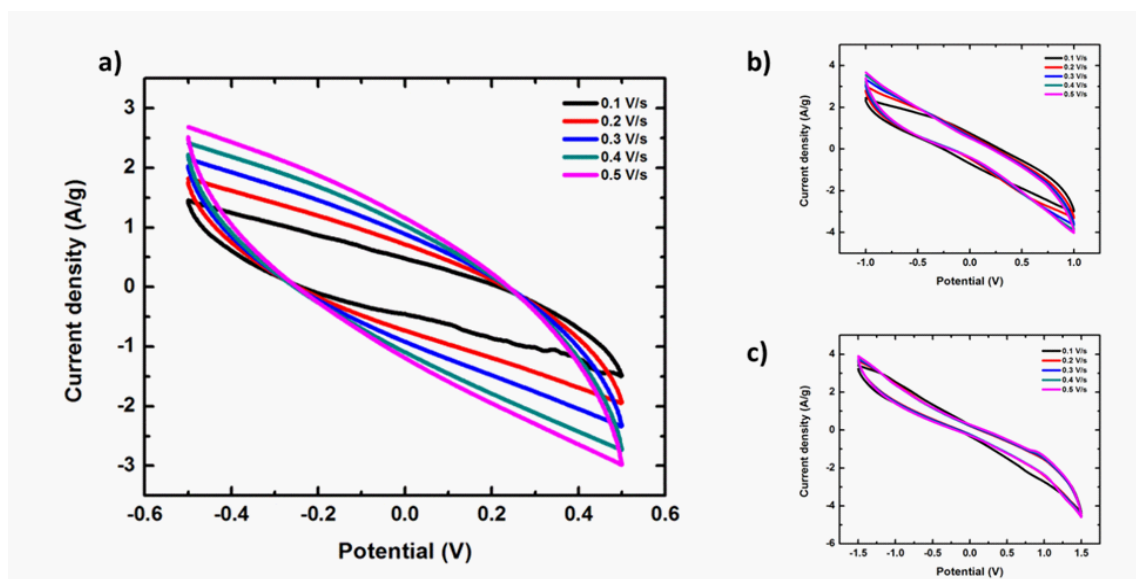 a)
Current density (A/g)
3
2
1
0
-1
-2
-3
0.1 V/s
0.2 V/s
0.3 V/s
0.4 V/s
0.5 V/s
-0.6 -0.4 -0.2 0.0 0.2 0.4 0.6
Potential (V)
b)
Current density (A/g)
4
2
0
-2
-4
0.1 V/s
0.2 V/s
0.3 V/s
0.4 V/s
0.5 V/s
-1.0 -0.5 0.0 0.5 1.0
Potential (V)
c)
Current density (A/g)
4
2
0
-2
-4
-6
0.1 V/s
0.2 V/s
0.3 V/s
0.4 V/s
0.5 V/s
-1.5 -1.0 -0.5 0.0 0.5 1.0 1.5
Potential (V)